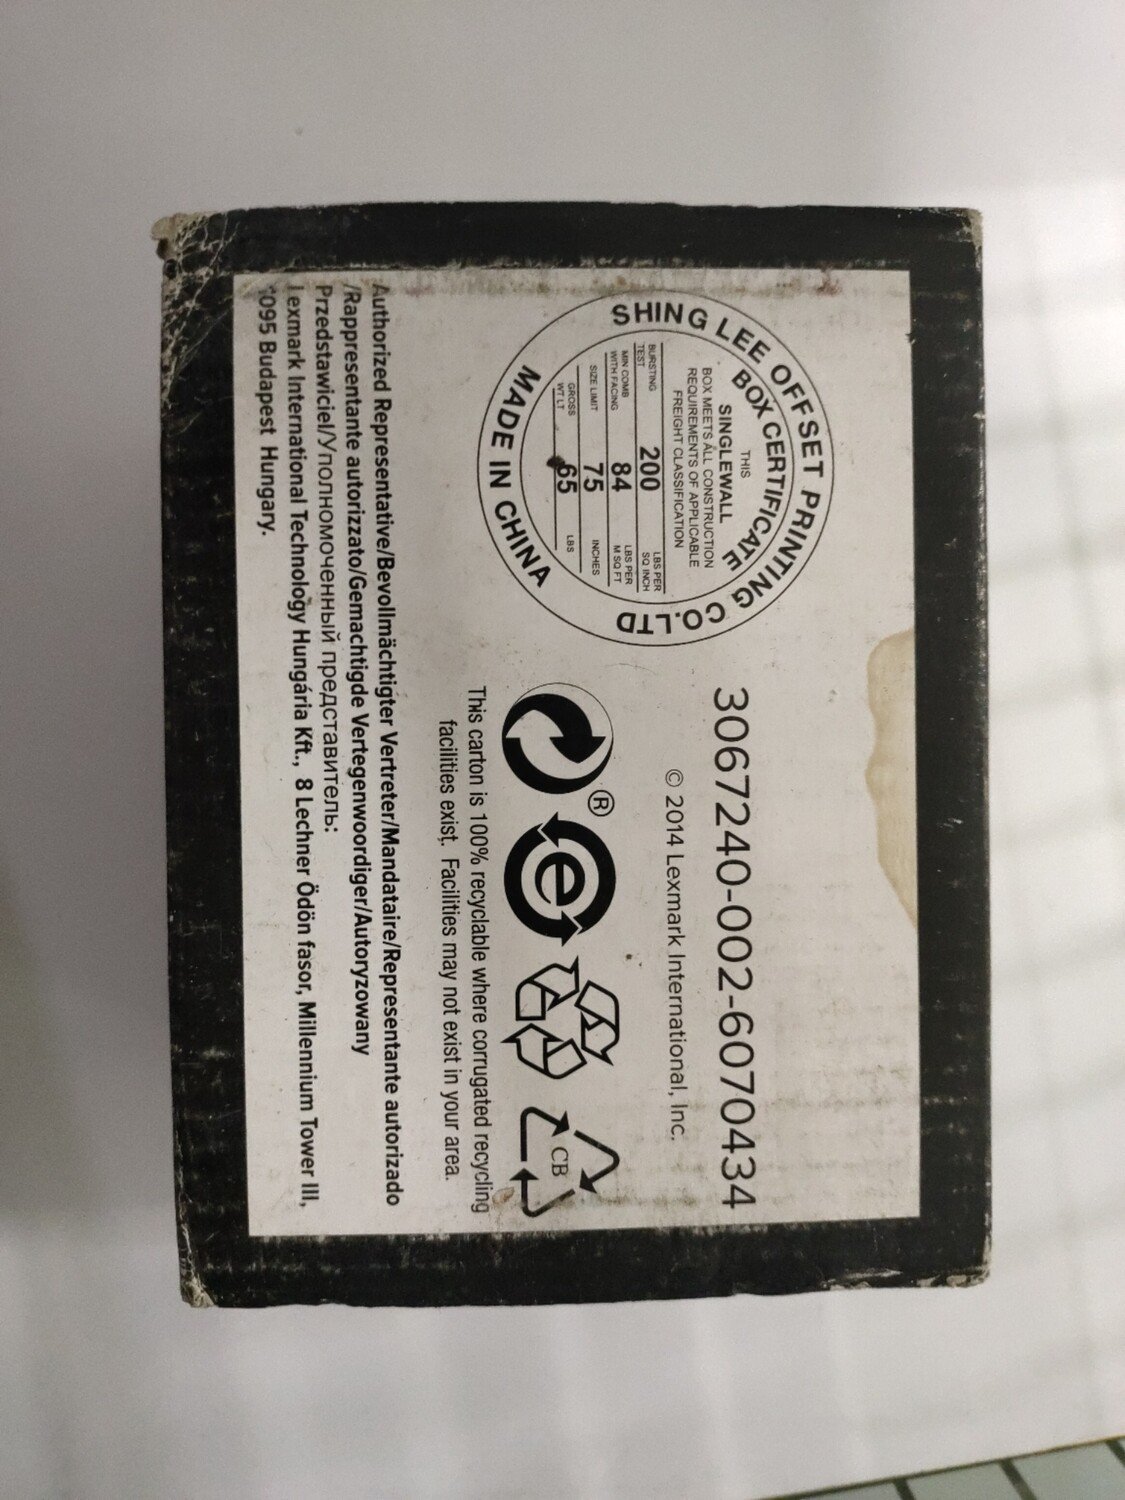 SHING LEE OFFSET PRINTING CO.LTD
BOX CERTIFICATE
THIS
SINGLEWALL
BOX MEETS ALL CONSTRUCTION
REQUIREMENTS OF APPLICABLE
FREIGHT CLASSIFICATION
BURSTING TEST 200 LBS PER SQ INCH
MIN COMB WITH FACING 84 LBS PER M SQ FT
SIZE LIMIT 75 INCHES
GROSS WT LT 65 LBS
MADE IN CHINA
3067240-002-6070434
© 2014 Lexmark International, Inc.
®
e
CB
This carton is 100% recyclable where corrugated recycling
facilities exist. Facilities may not exist in your area.
Authorized Representative/Bevollmächtigter Vertreter/Mandataire/Representante autorizado
/Rappresentante autorizzato/Gemachtigde Vertegenwoordiger/Autoryzowany
Przedstawiciel/Уполномоченный представитель:
Lexmark International Technology Hungária Kft., 8 Lechner Ödön fasor, Millennium Tower III,
1095 Budapest Hungary.